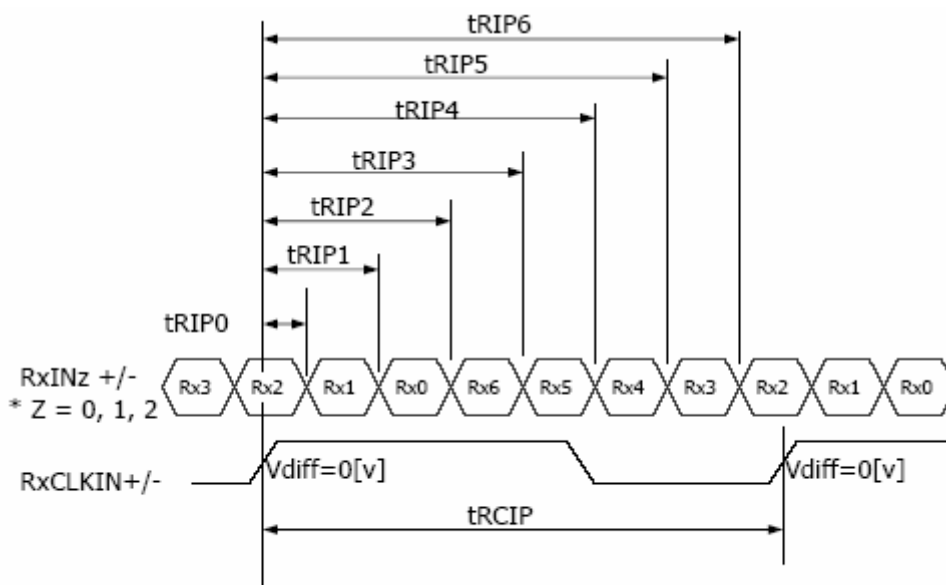 tRIP6
tRIP5
tRIP4
tRIP3
tRIP2
tRIP1
tRIP0
RxINz +/-
* Z = 0, 1, 2
Rx3 Rx2 Rx1 Rx0 Rx6 Rx5 Rx4 Rx3 Rx2 Rx1 Rx0
RxCLKIN+/-
Vdiff=0[v] Vdiff=0[v]
tRCIP